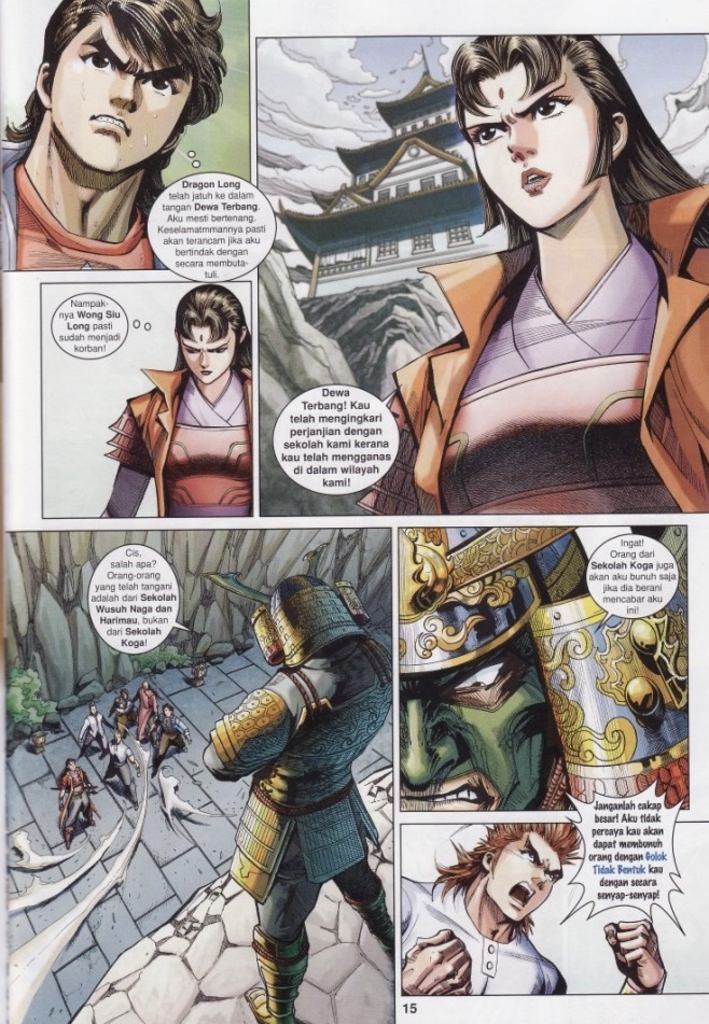 Dragon Long
telah jatuh ke dalam
tangan Dewa Terbang.
Aku mesti bertenang.
Keselamatmmannya pasti
akan terancam jika aku
bertindak dengan
secara membuta-
tuli.
Nampak-
nya Wong Siu
Long pasti
sudah menjadi
korban!
Dewa
Terbang! Kau
telah mengingkari
perjanjian dengan
sekolah kami kerana
kau telah mengganas
di dalam wilayah
kami!
Cis,
salah apa?
Orang-orang
yang telah tangani
adalah dari Sekolah
Wusuh Naga dan
Harimau, bukan
dari Sekolah
Koga!
Ingat!
Orang dari
Sekolah Koga juga
akan aku bunuh saja
jika dia berani
mencabar aku
ini!
Janganlah cakap
besar! Aku tidak
percaya kau akan
dapat membunuh
orang dengan Golok
Tidak Bentuk kau
dengan secara
senyap-senyap!
15